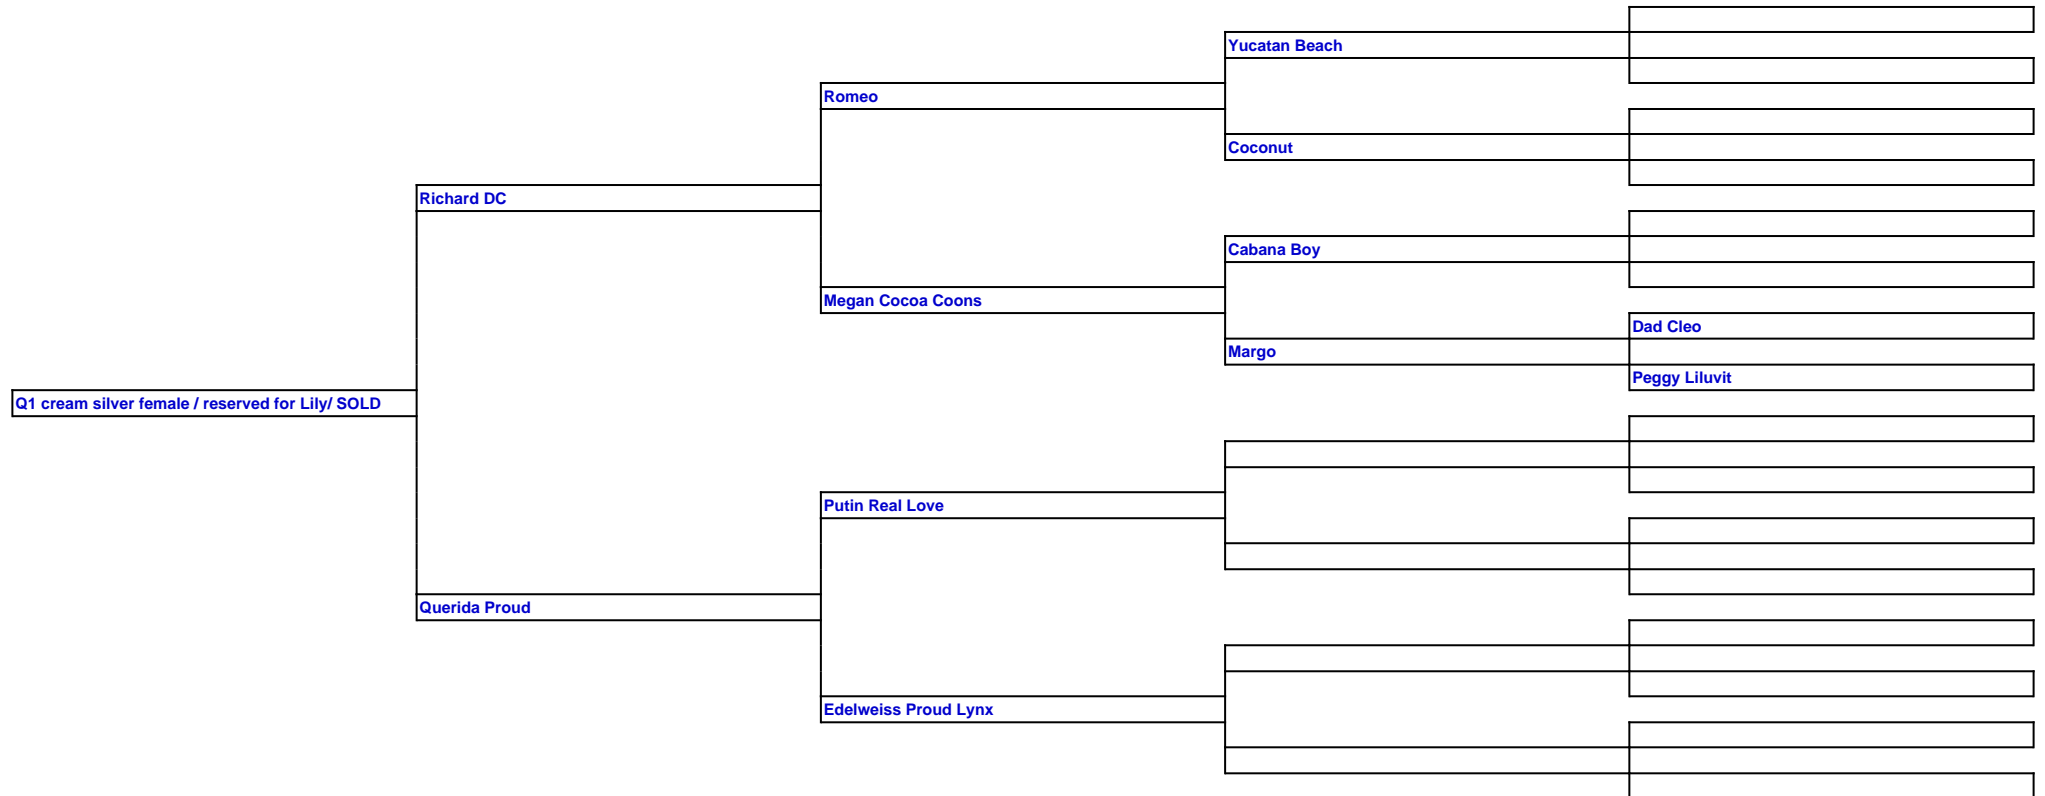 Yucatan Beach
Romeo
Coconut
Richard DC
Cabana Boy
Megan Cocoa Coons
Dad Cleo
Margo
Peggy Liluvit
Q1 cream silver female / reserved for Lily/ SOLD
Putin Real Love
Querida Proud
Edelweiss Proud Lynx